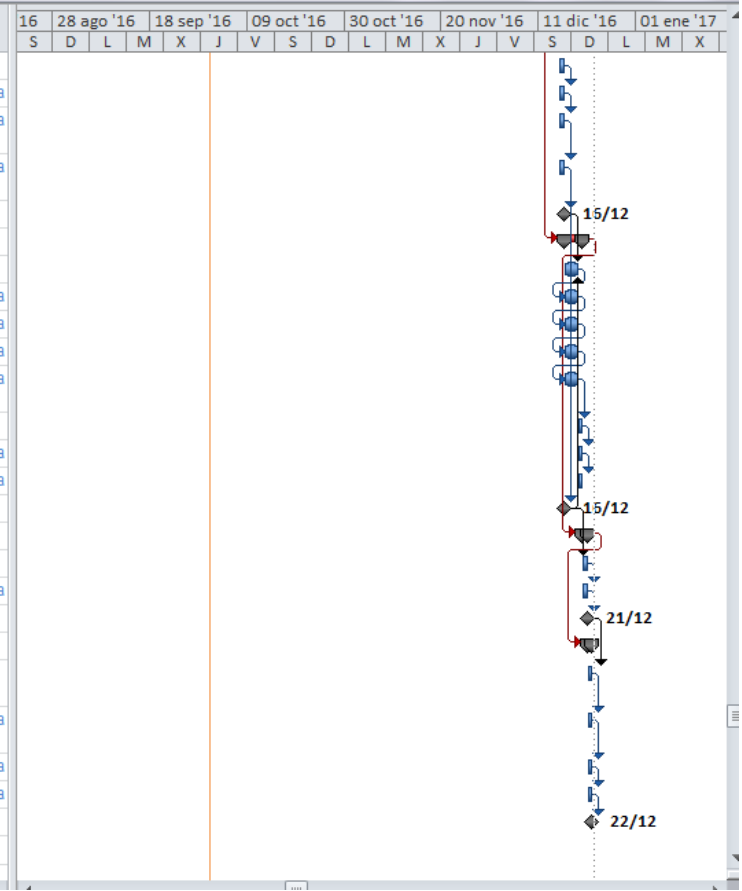 16 28 ago '16 18 sep '16 09 oct '16 30 oct '16 20 nov '16 11 dic '16 01 ene '17
S D L M X J V S D L M X J V S D L M X
a
a
a
15/12
a
a
a
a
a
a
15/12
a
21/12
a
a
a
22/12